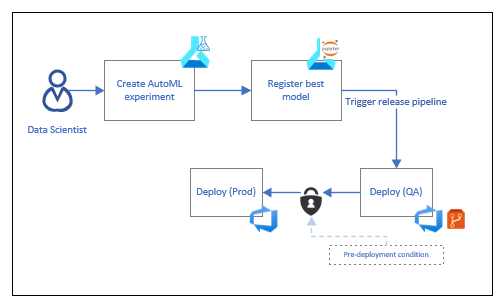 Create AutoML
experiment
jupyter
Register best
model
Data Scientist
Trigger release pipeline
Deploy (Prod)
Deploy (QA)
Pre-deployment condition